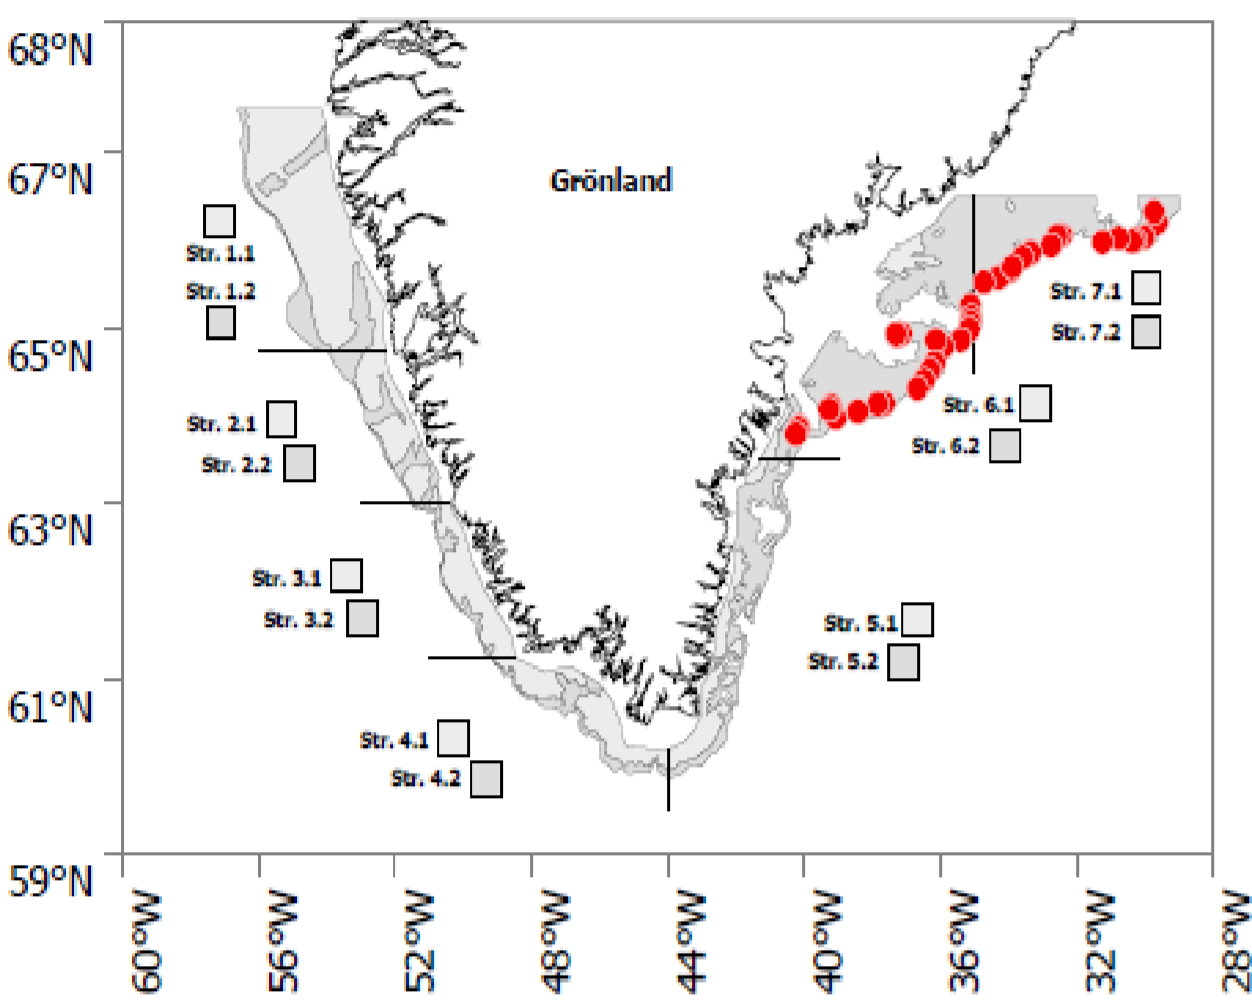 68°N
67°N
Grönland
Str. 1.1
Str. 1.2
Str. 7.1
Str. 7.2
65°N
Str. 6.1
Str. 2.1
Str. 6.2
Str. 2.2
63°N
Str. 3.1
Str. 3.2
Str. 5.1
Str. 5.2
61°N
Str. 4.1
Str. 4.2
59°N
60°W
56°W
52°W
48°W
44°W
40°W
36°W
32°W
28°W